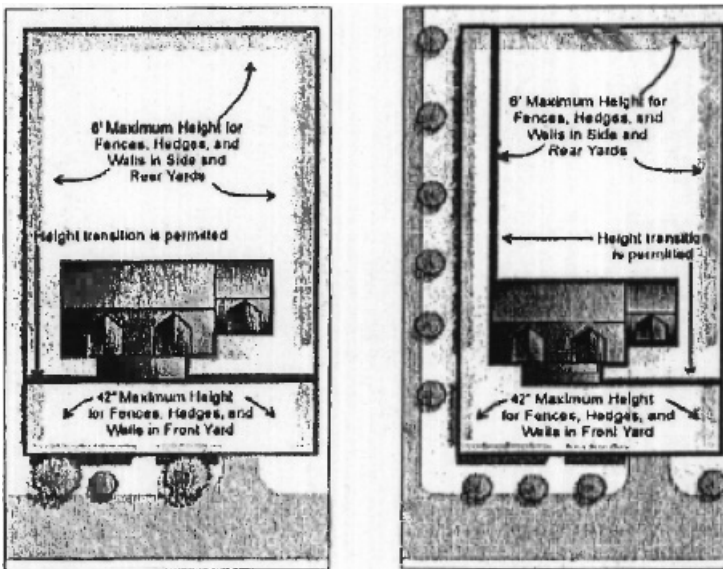 6' Maximum Height for
Fences, Hedges, and
Walls in Side and
Rear Yards
Height transition is permitted
42" Maximum Height
for Fences, Hedges, and
Walls in Front Yard
6' Maximum Height for
Fences, Hedges, and
Walls in Side and
Rear Yards
Height transition
is permitted
42" Maximum Height
for Fences, Hedges, and
Walls in Front Yard